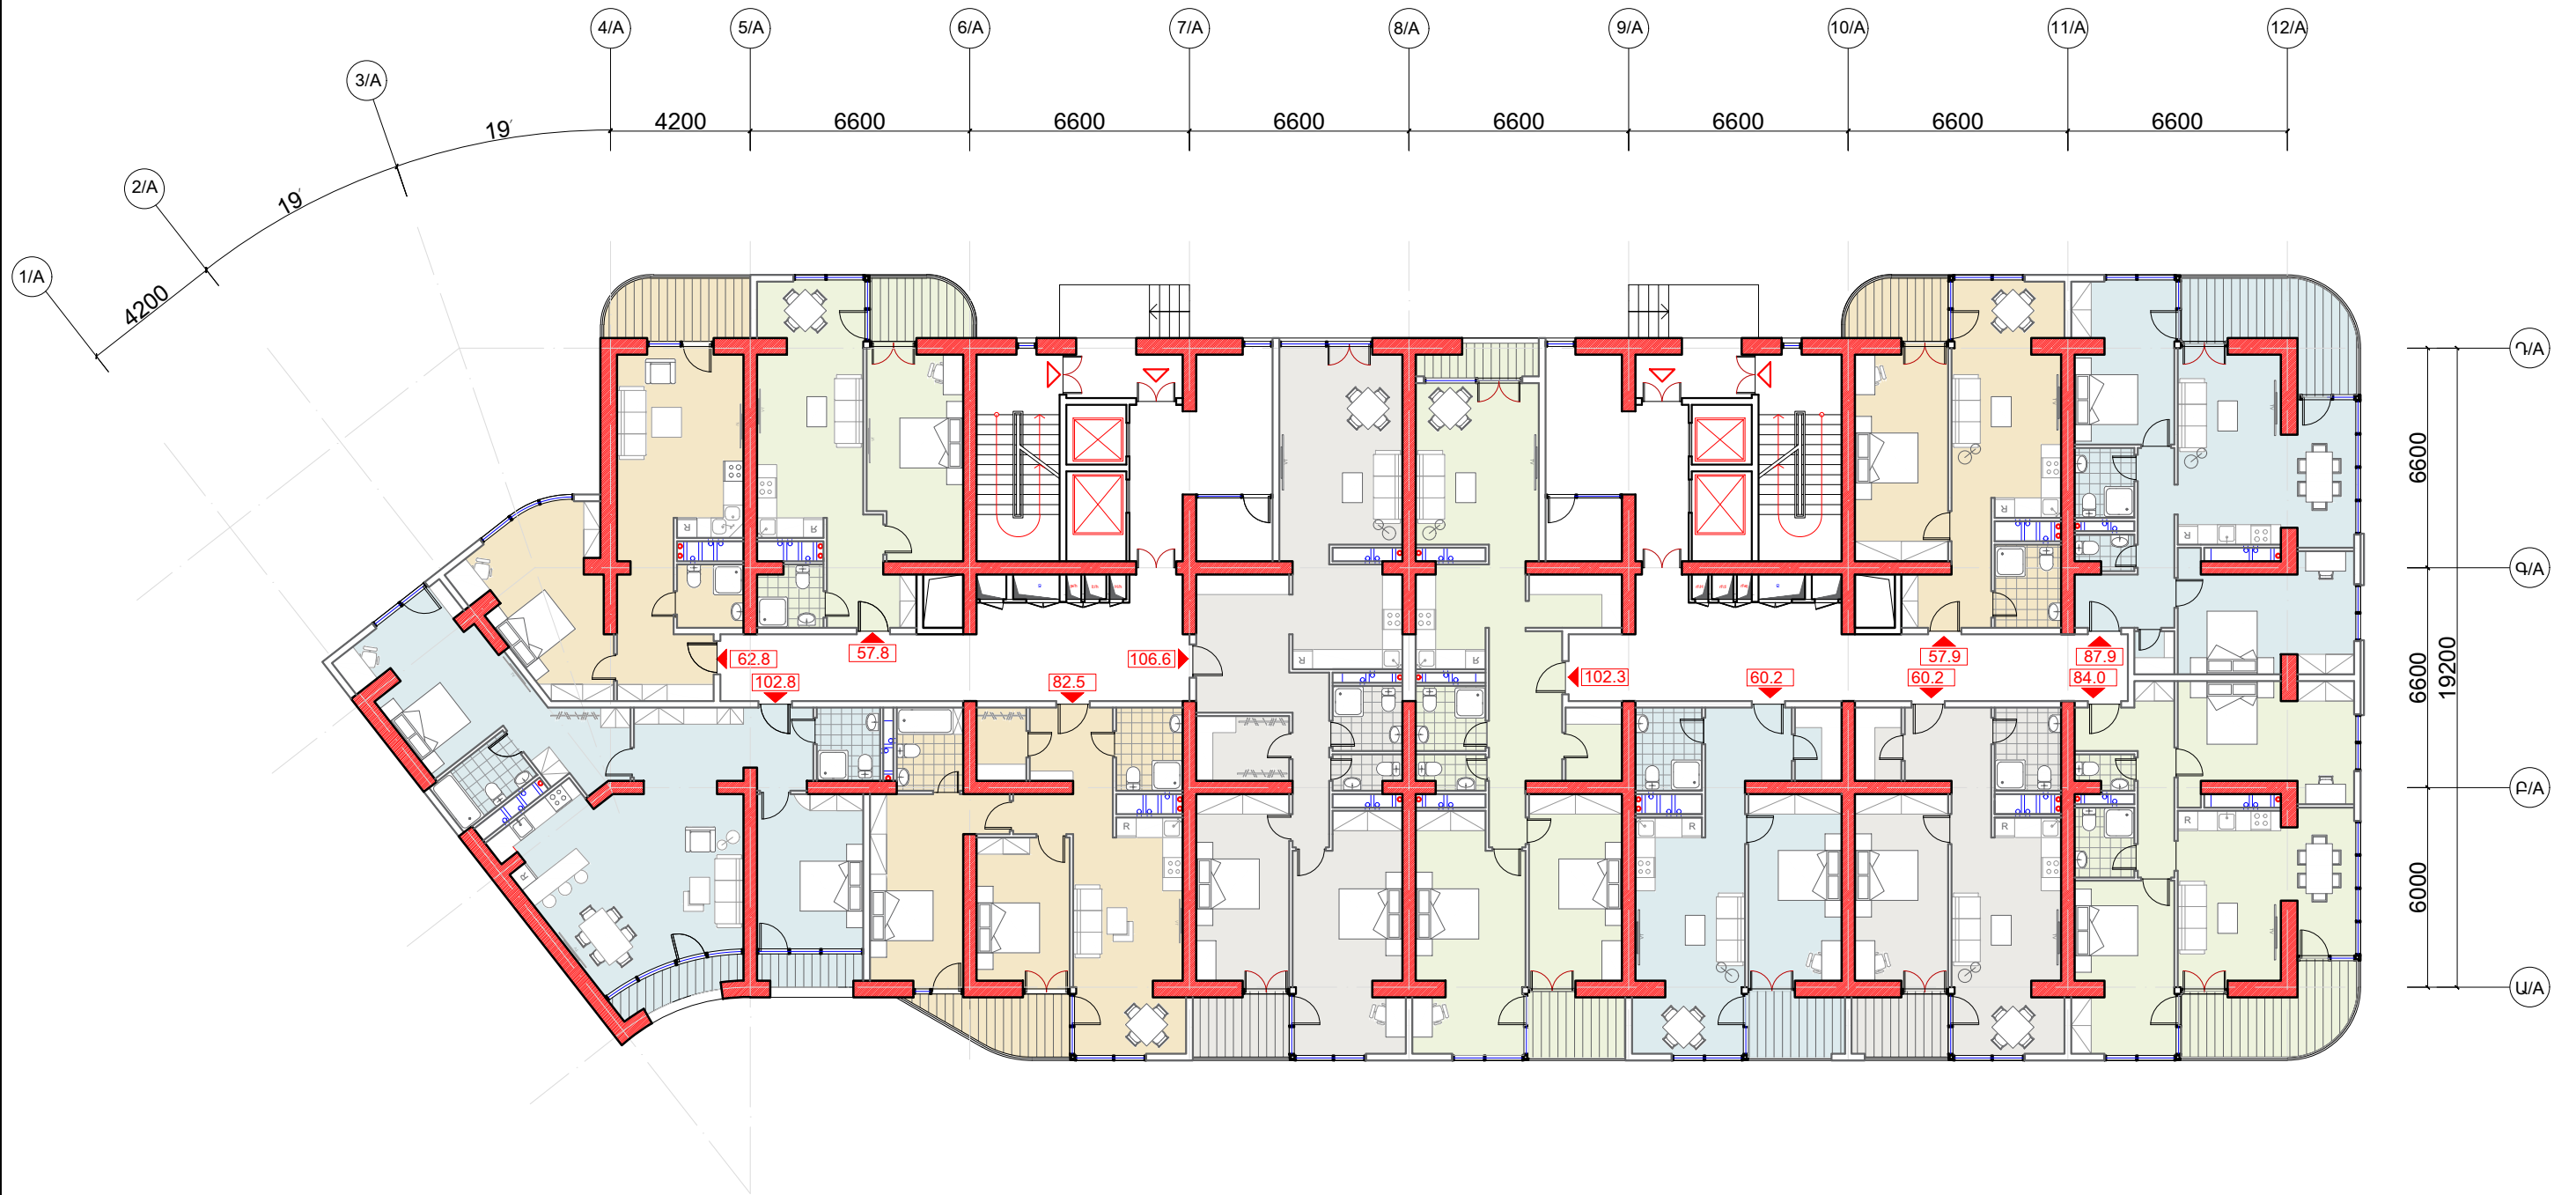 4/A 5/A 6/A 7/A 8/A 9/A 10/A 11/A 12/A
3/A
19' 4200 6600 6600 6600 6600 6600 6600 6600
2/A
19'
1/A
4200
Դ/A
6600
R R
R
R
Գ/A
62.8 57.8 106.6 102.3 60.2 57.9 87.9
102.8 82.5 60.2 84.0
R R
6600
19200
Բ/A
R R R R R
R
6000
Ա/A